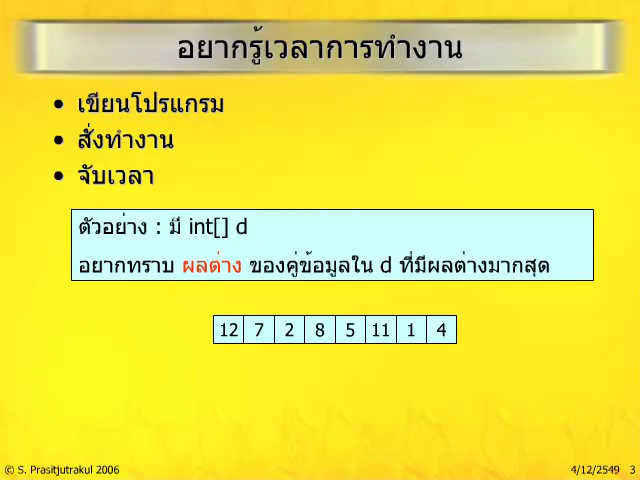 อยากรู้เวลาการทำงาน
• เขียนโปรแกรม
• สั่งทำงาน
• จับเวลา
ตัวอย่าง : มี int[] d
อยากทราบ ผลต่าง ของคู่ข้อมูลใน d ที่มีผลต่างมากสุด
12 7 2 8 5 11 1 4
© S. Prasitjutrakul 2006
4/12/2549 3